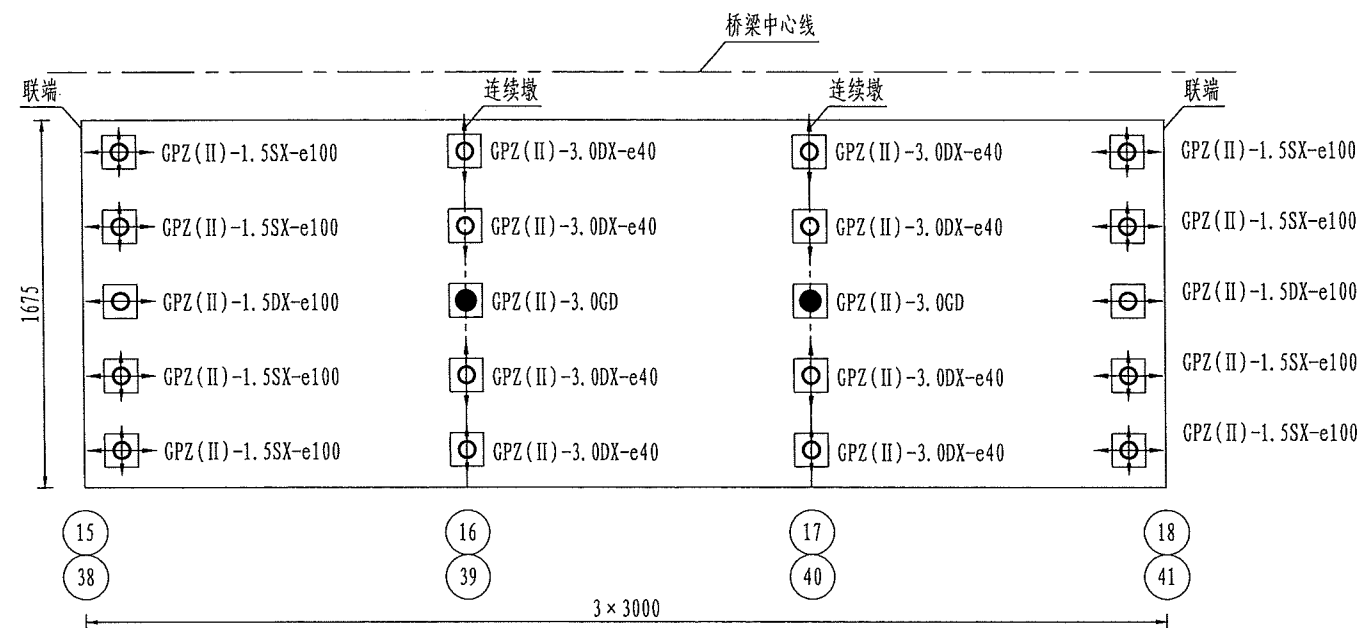 桥梁中心线
联端
连续墩
连续墩
联端
GPZ(II)-1.5SX-e100
GPZ(II)-3.0DX-e40
GPZ(II)-3.0DX-e40
GPZ(II)-1.5SX-e100
GPZ(II)-1.5SX-e100
GPZ(II)-3.0DX-e40
GPZ(II)-3.0DX-e40
GPZ(II)-1.5SX-e100
1675
GPZ(II)-1.5DX-e100
GPZ(II)-3.0GD
GPZ(II)-3.0GD
GPZ(II)-1.5DX-e100
GPZ(II)-1.5SX-e100
GPZ(II)-3.0DX-e40
GPZ(II)-3.0DX-e40
GPZ(II)-1.5SX-e100
GPZ(II)-1.5SX-e100
GPZ(II)-3.0DX-e40
GPZ(II)-3.0DX-e40
GPZ(II)-1.5SX-e100
15
16
17
18
38
39
40
41
3×3000